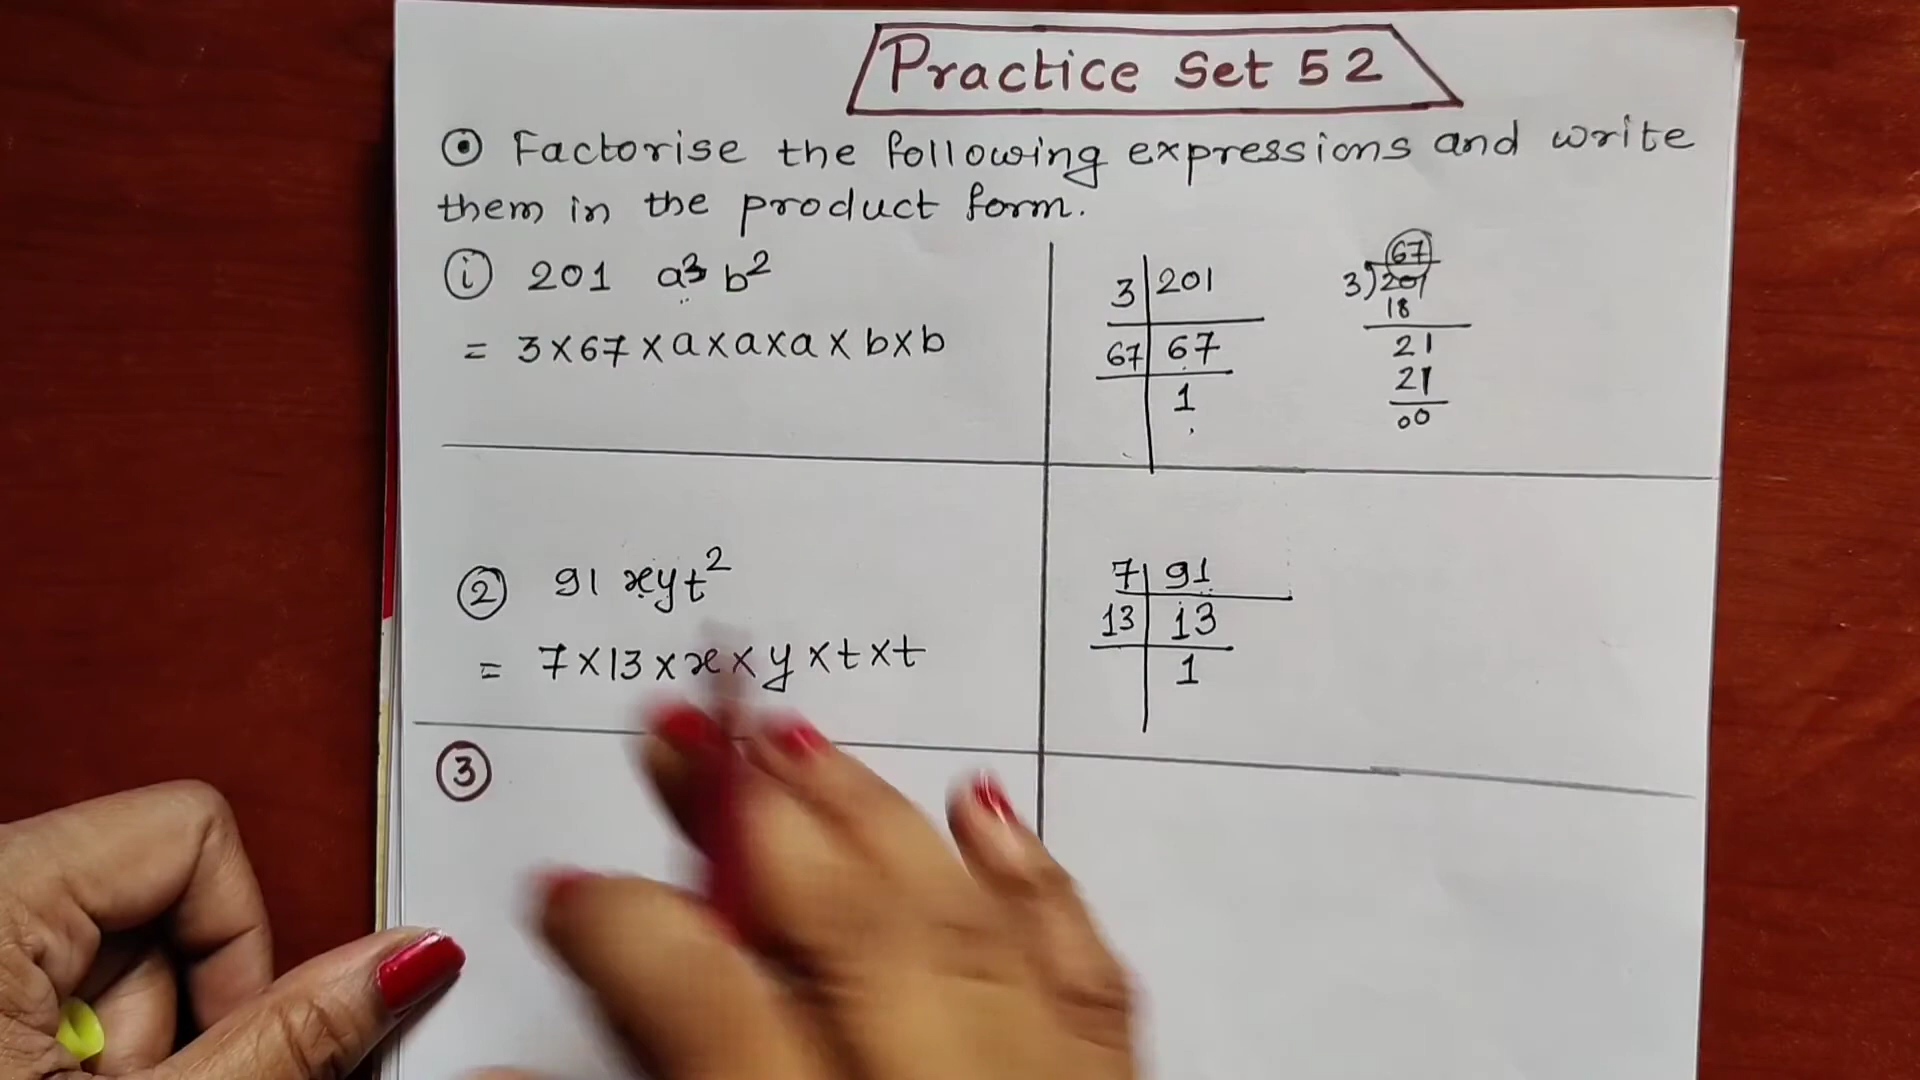 Practice Set 52
⊙ Factorise the following expressions and write
them in the product form.
ⓘ 201 a³ b²
= 3×67×a×a×a×b×b
3 | 201
67 | 67
1
67
3)201
18
21
21
00
② 91 xyt²
= 7×13×x×y×t×t
7 | 91
13 | 13
1
③